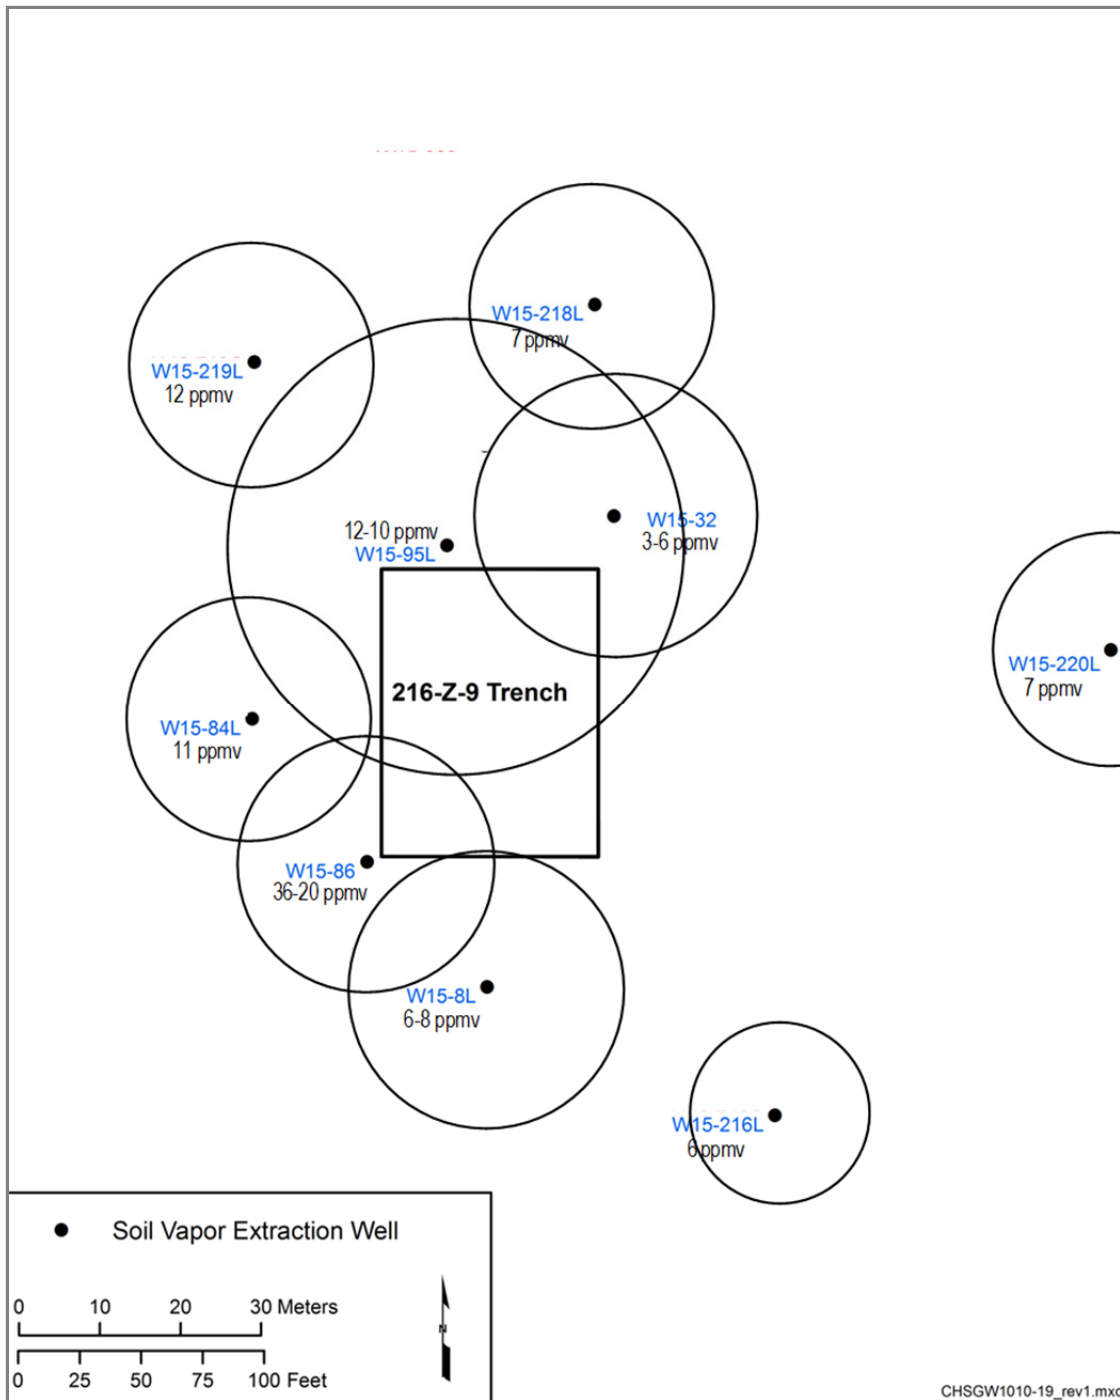 W15-218L
7 ppmv
W15-219L
12 ppmv
12-10 ppmv
W15-95L
W15-32
3-6 ppmv
W15-220L
7 ppmv
216-Z-9 Trench
W15-84L
11 ppmv
W15-86
36-20 ppmv
W15-8L
6-8 ppmv
W15-216L
6 ppmv
Soil Vapor Extraction Well
0 10 20 30 Meters
N
0 25 50 75 100 Feet